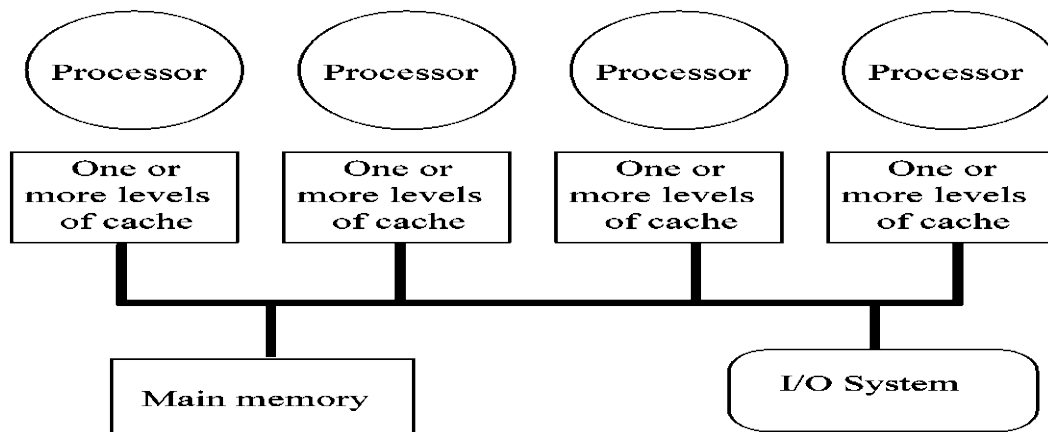 Processor
Processor
Processor
Processor
One or
more levels
of cache
One or
more levels
of cache
One or
more levels
of cache
One or
more levels
of cache
Main memory
I/O System